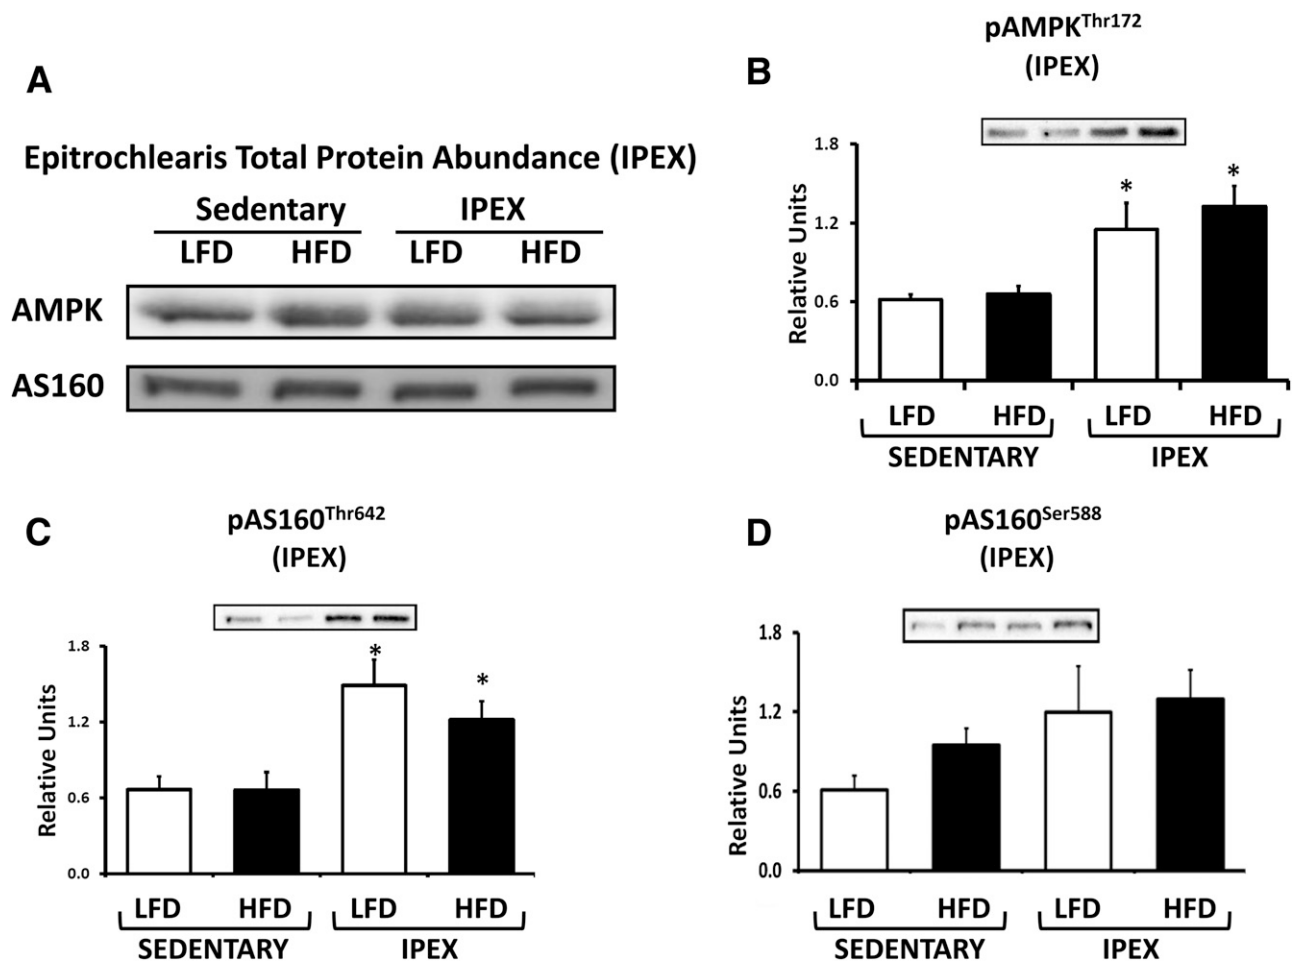 A
Epitrochlearis Total Protein Abundance (IPEX)
Sedentary IPEX
LFD HFD LFD HFD
AMPK
AS160
B
pAMPKThr172
(IPEX)
Relative Units
1.8
1.2
0.6
0.0
* *
LFD HFD LFD HFD
SEDENTARY IPEX
C
pAS160Thr642
(IPEX)
Relative Units
1.8
1.2
0.6
0.0
* *
LFD HFD LFD HFD
SEDENTARY IPEX
D
pAS160Ser588
(IPEX)
Relative Units
1.8
1.2
0.6
0.0
LFD HFD LFD HFD
SEDENTARY IPEX